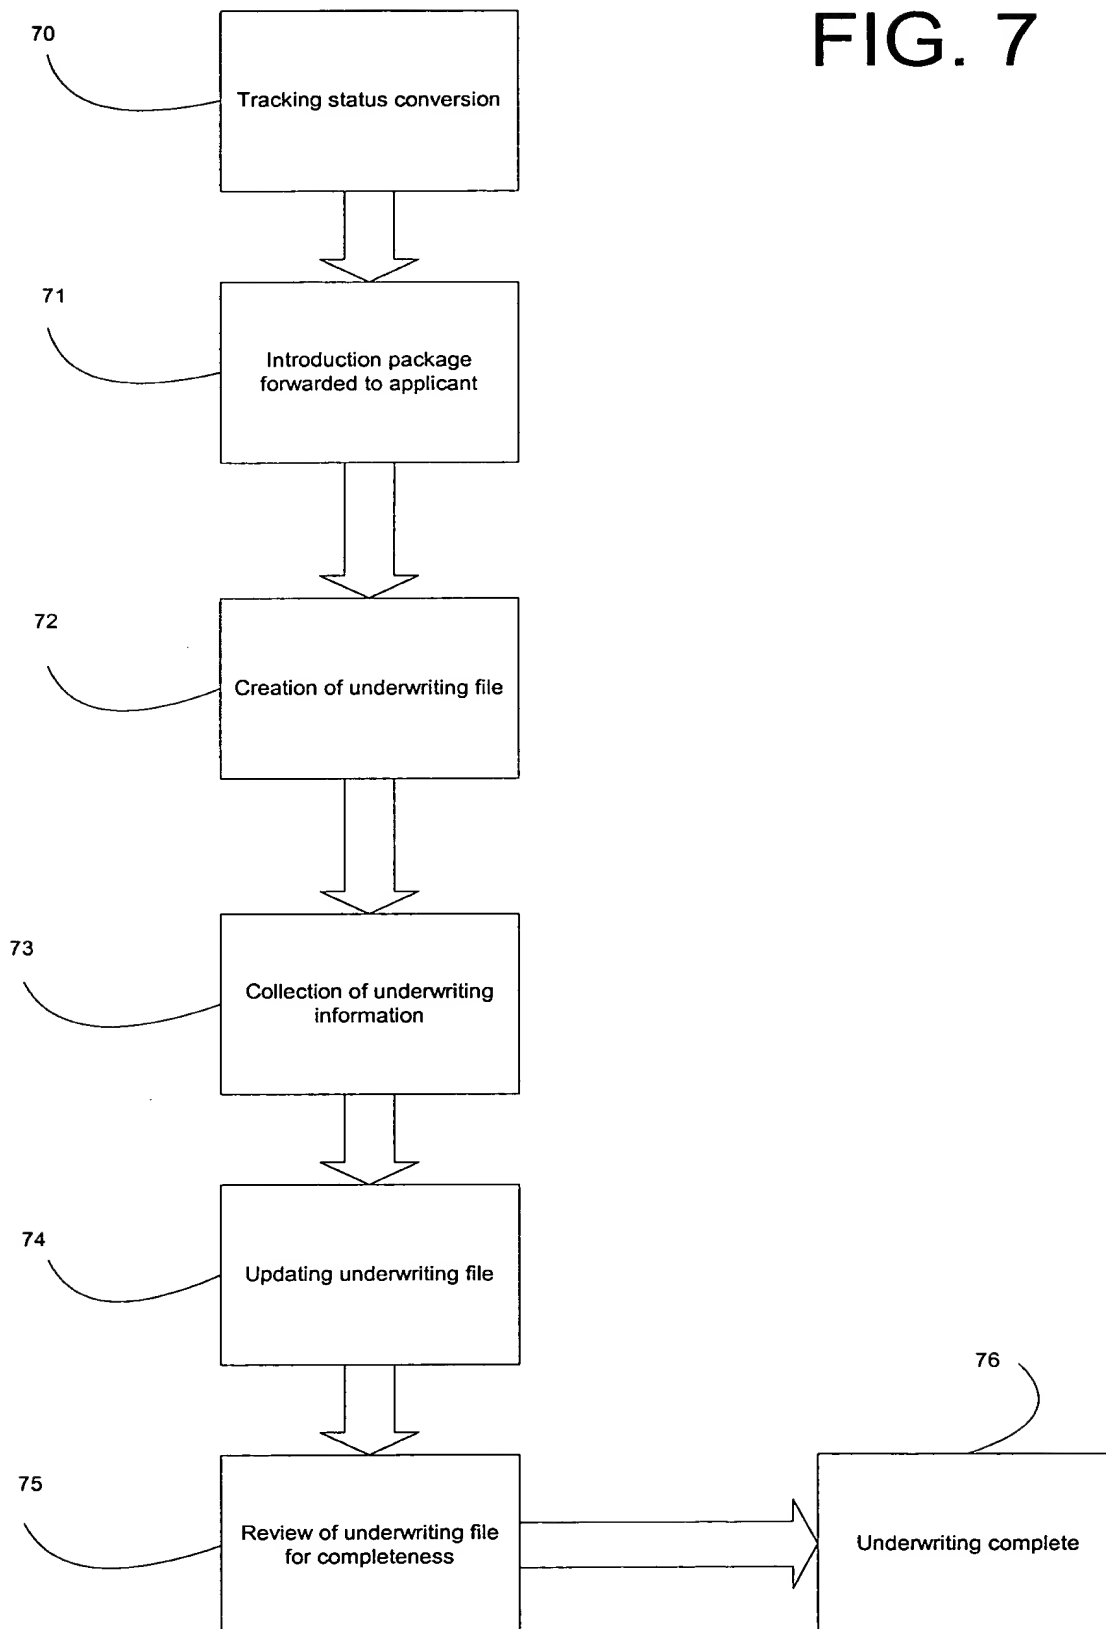 FIG. 7
70
Tracking status conversion
71
Introduction package
forwarded to applicant
72
Creation of underwriting file
73
Collection of underwriting
information
74
Updating underwriting file
75
Review of underwriting file
for completeness
76
Underwriting complete